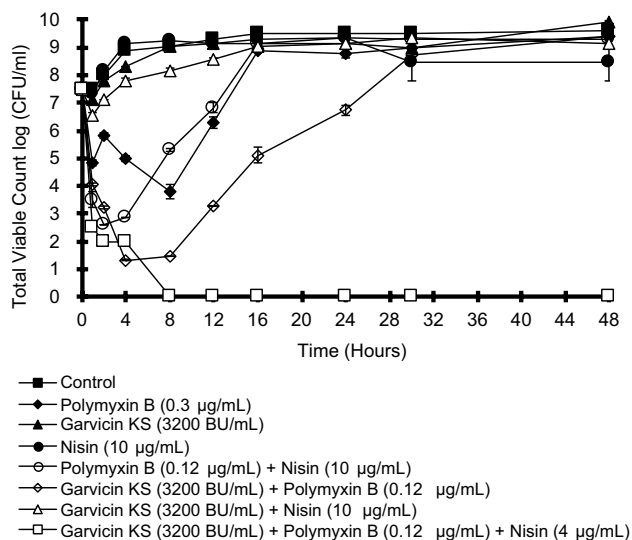 Total Viable Count log (CFU/ml)
10
9
8
7
6
5
4
3
2
1
0
0 4 8 12 16 20 24 28 32 36 40 44 48
Time (Hours)
Control
Polymyxin B (0.3 µg/mL)
Garvicin KS (3200 BU/mL)
Nisin (10 µg/mL)
Polymyxin B (0.12 µg/mL) + Nisin (10 µg/mL)
Garvicin KS (3200 BU/mL) + Polymyxin B (0.12 µg/mL)
Garvicin KS (3200 BU/mL) + Nisin (10 µg/mL)
Garvicin KS (3200 BU/mL) + Polymyxin B (0.12 µg/mL) + Nisin (4 µg/mL)